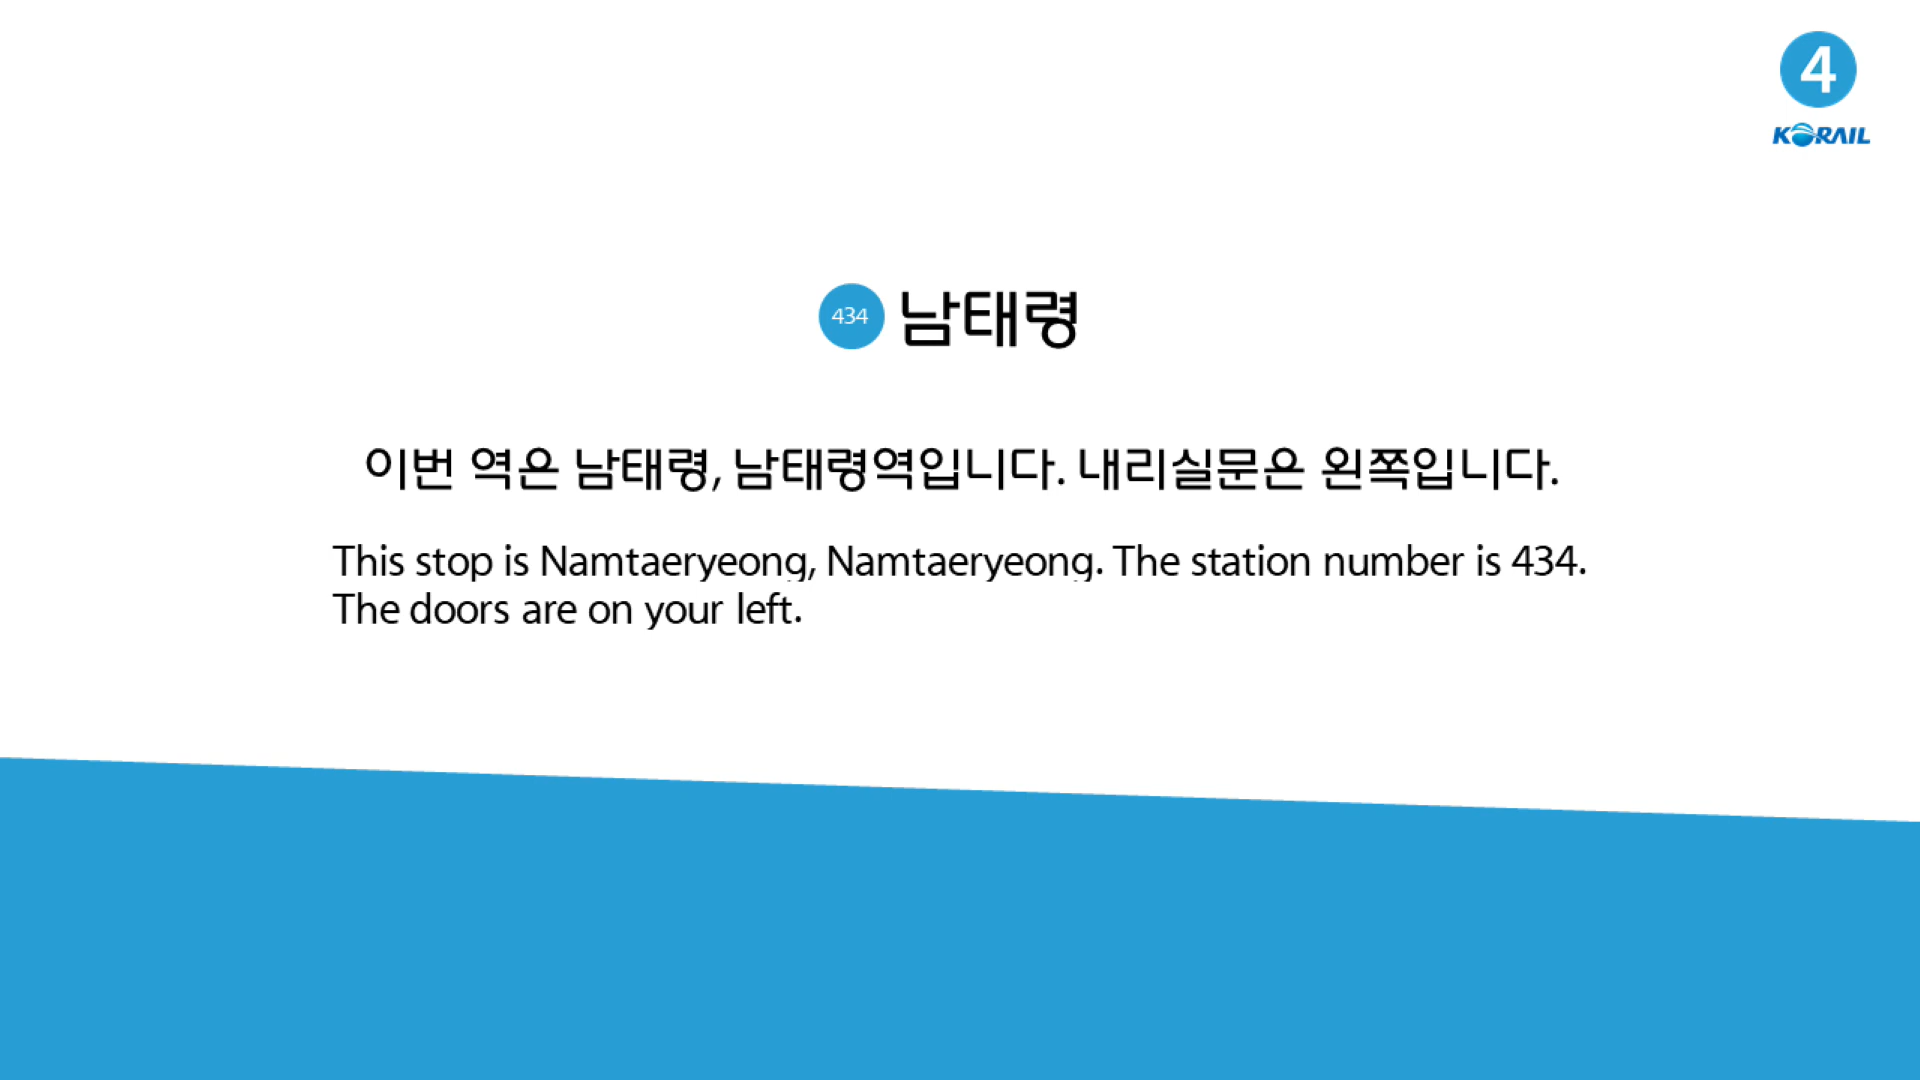 4
KORAIL
434 남태령
이번 역은 남태령, 남태령역입니다. 내리실문은 왼쪽입니다.
This stop is Namtaeryeong, Namtaeryeong. The station number is 434.
The doors are on your left.